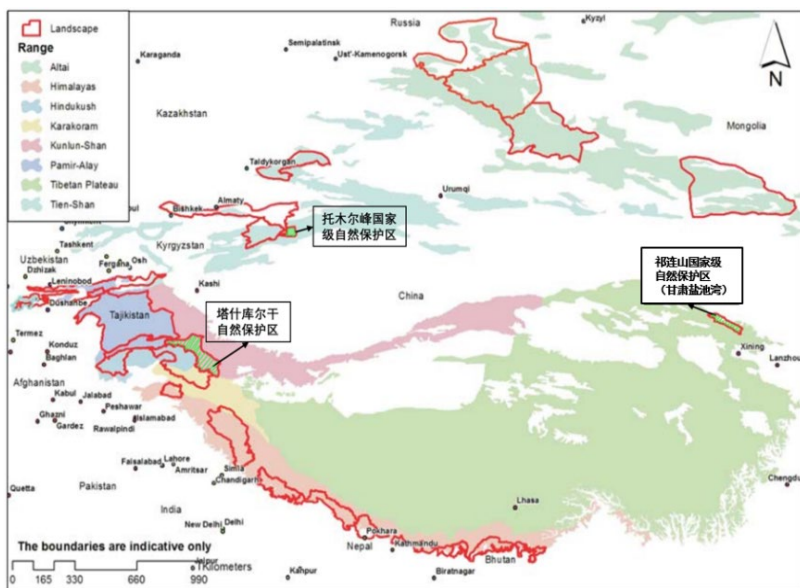 Landscape
Range
Altai
Himalayas
Hindukush
Karakoram
Kunlun-Shan
Pamir-Alay
Tibetan Plateau
Tien-Shan
Russia
Kyzyl
Semipalatinsk
Ust'-Kamenogorsk
Karaganda
N
Kazakhstan
Mongolia
Taldykorgan
Urumqi
Almaty
Bishkek
托木尔峰国家
级自然保护区
Kyrgyzstan
Tashkent
Uzbekistan
Fergana
Osh
Dzhizak
Leninobod
Kashi
China
祁连山国家级
自然保护区
(甘肃盐池湾)
Dushanbe
Tajikistan
塔什库尔干
自然保护区
Termez
Konduz
Baghlan
Xining
Lanzhou
Afghanistan
Kabul
Jalabad
Peshawar
Islamabad
Ghazni
Gardez
Rawalpindi
Faisalabad
Lahore
Amritsar
Simla
Chandigarh
Quetta
Pakistan
Chengdu
India
Lhasa
New Delhi
Delhi
Pokhara
Nepal
Kathmandu
Bhutan
The boundaries are indicative only
Jaipur
Kilometers
0 165 330 660 990
Kanpur
Biratnagar